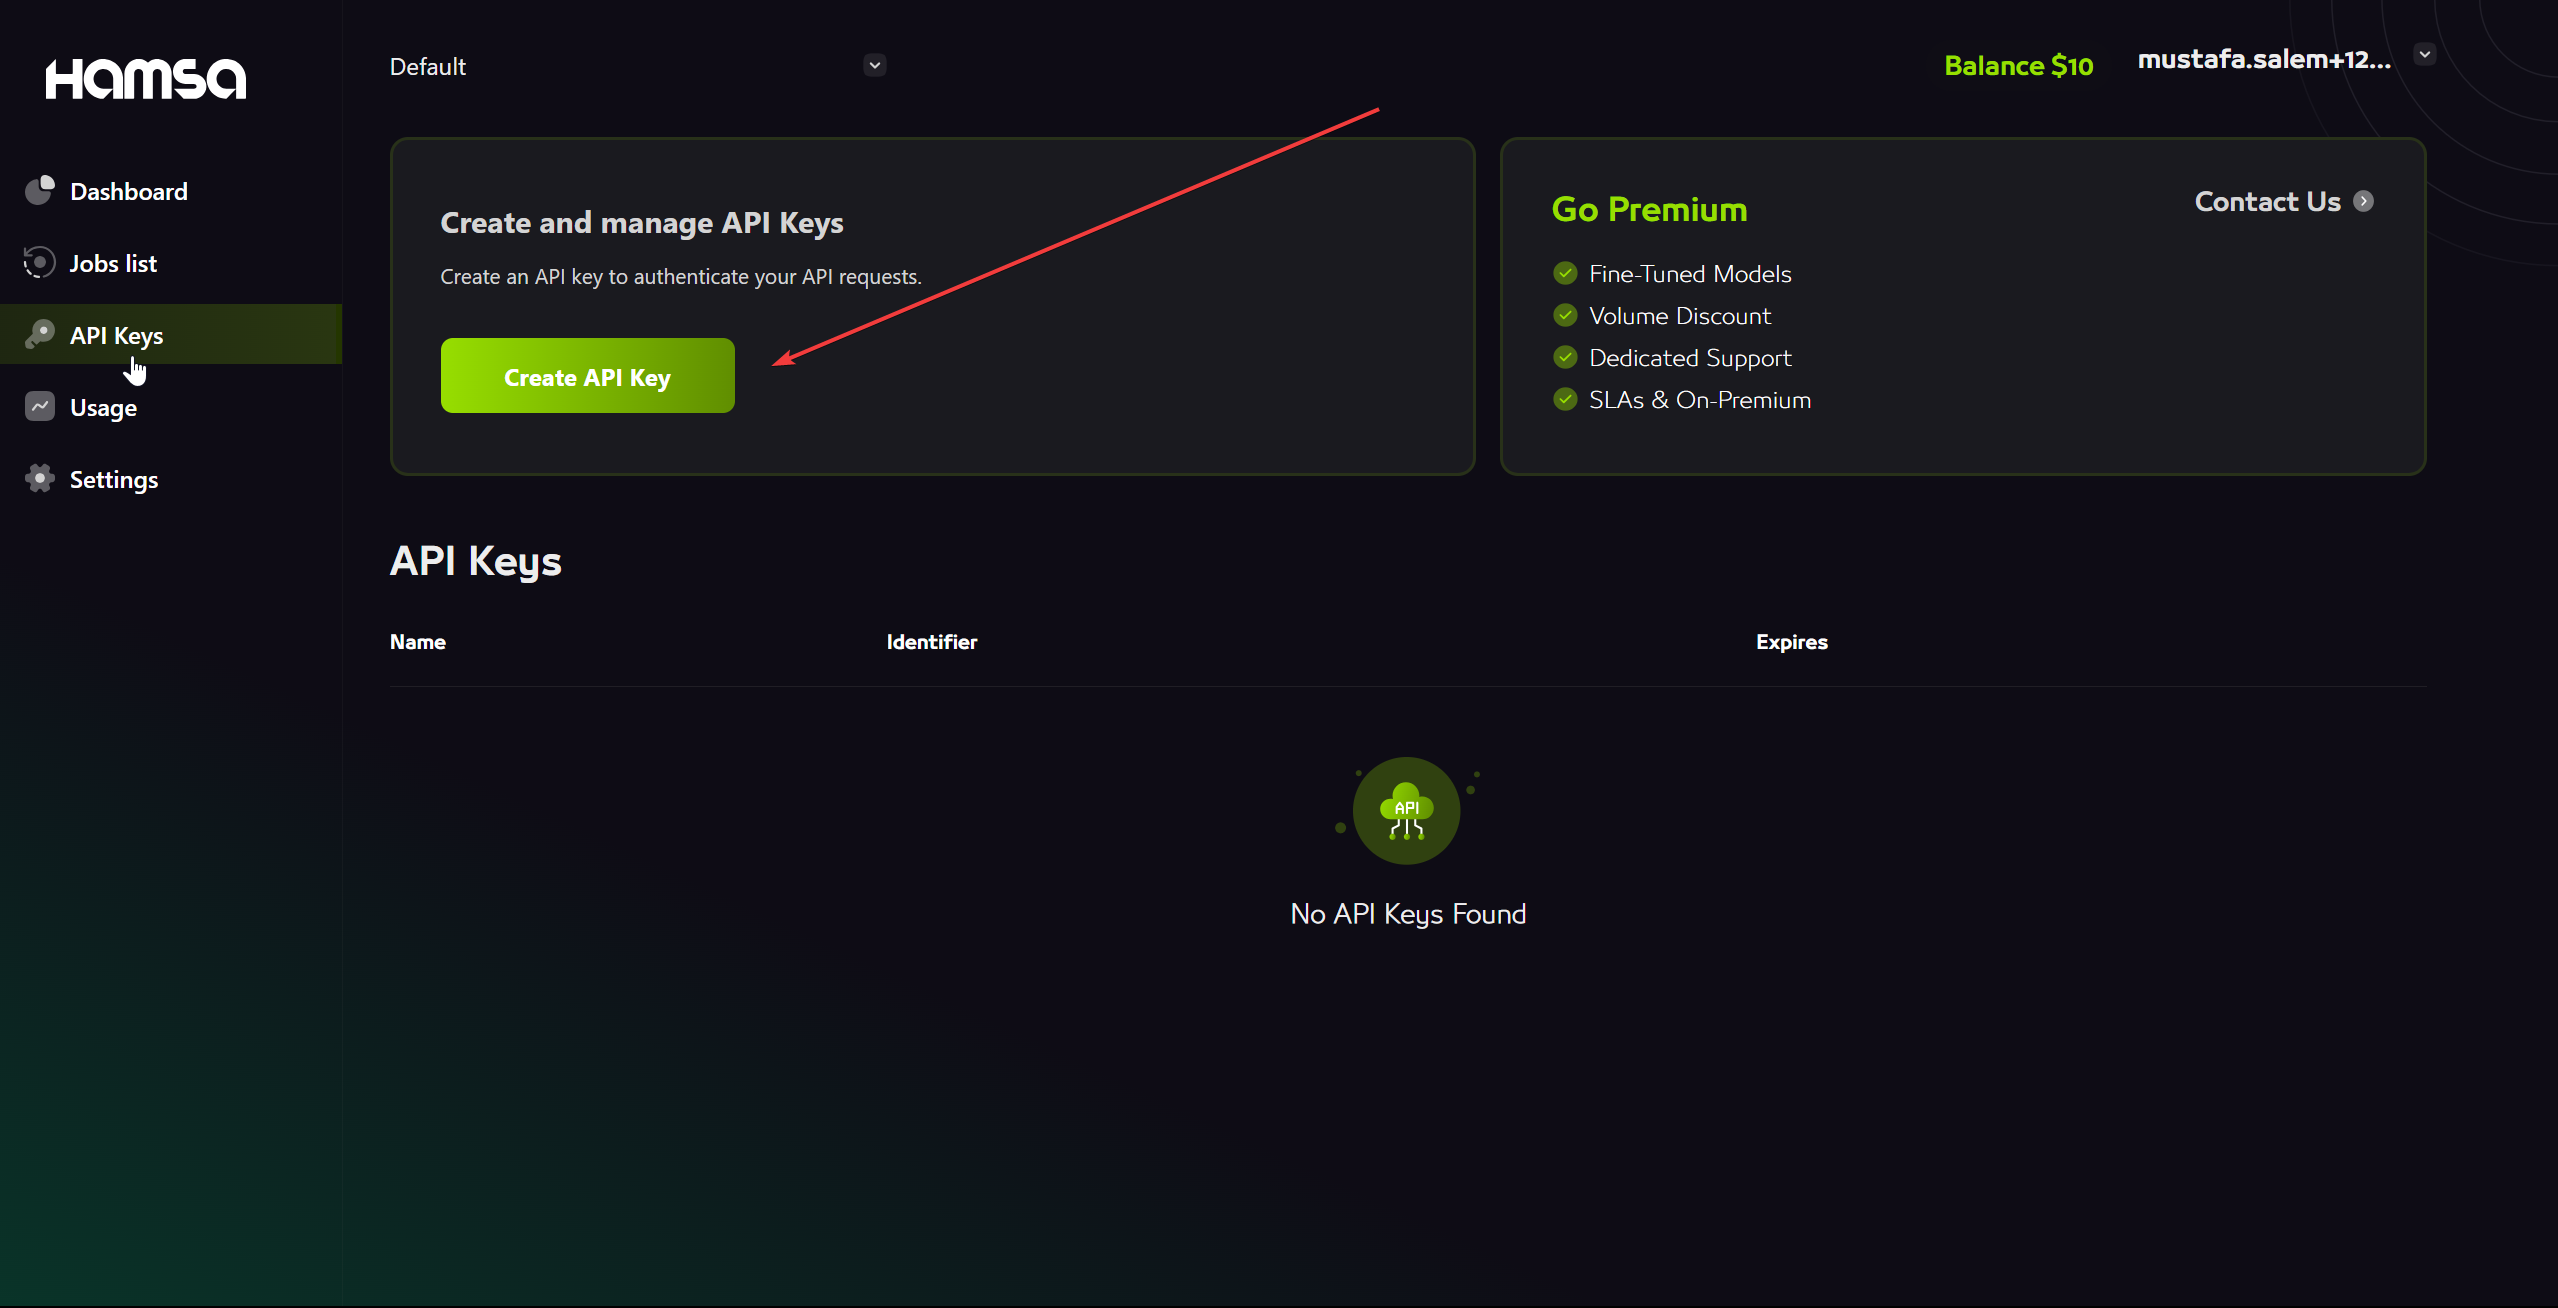 Hamsa
Default
Balance $10
mustafa.salem+12...
Dashboard
Jobs list
API Keys
Usage
Settings
Create and manage API Keys
Create an API key to authenticate your API requests.
Create API Key
Go Premium
Contact Us
Fine-Tuned Models
Volume Discount
Dedicated Support
SLAs & On-Premium
API Keys
Name Identifier Expires
API
No API Keys Found